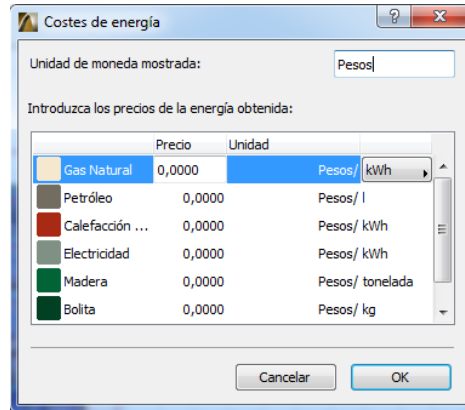 Costes de energía
Unidad de moneda mostrada: Pesos
Introduzca los precios de la energía obtenida:
Precio Unidad
Gas Natural 0,0000 Pesos/ kWh
Petróleo 0,0000 Pesos/ l
Calefacción ... 0,0000 Pesos/ kWh
Electricidad 0,0000 Pesos/ kWh
Madera 0,0000 Pesos/ tonelada
Bolita 0,0000 Pesos/ kg
Cancelar OK